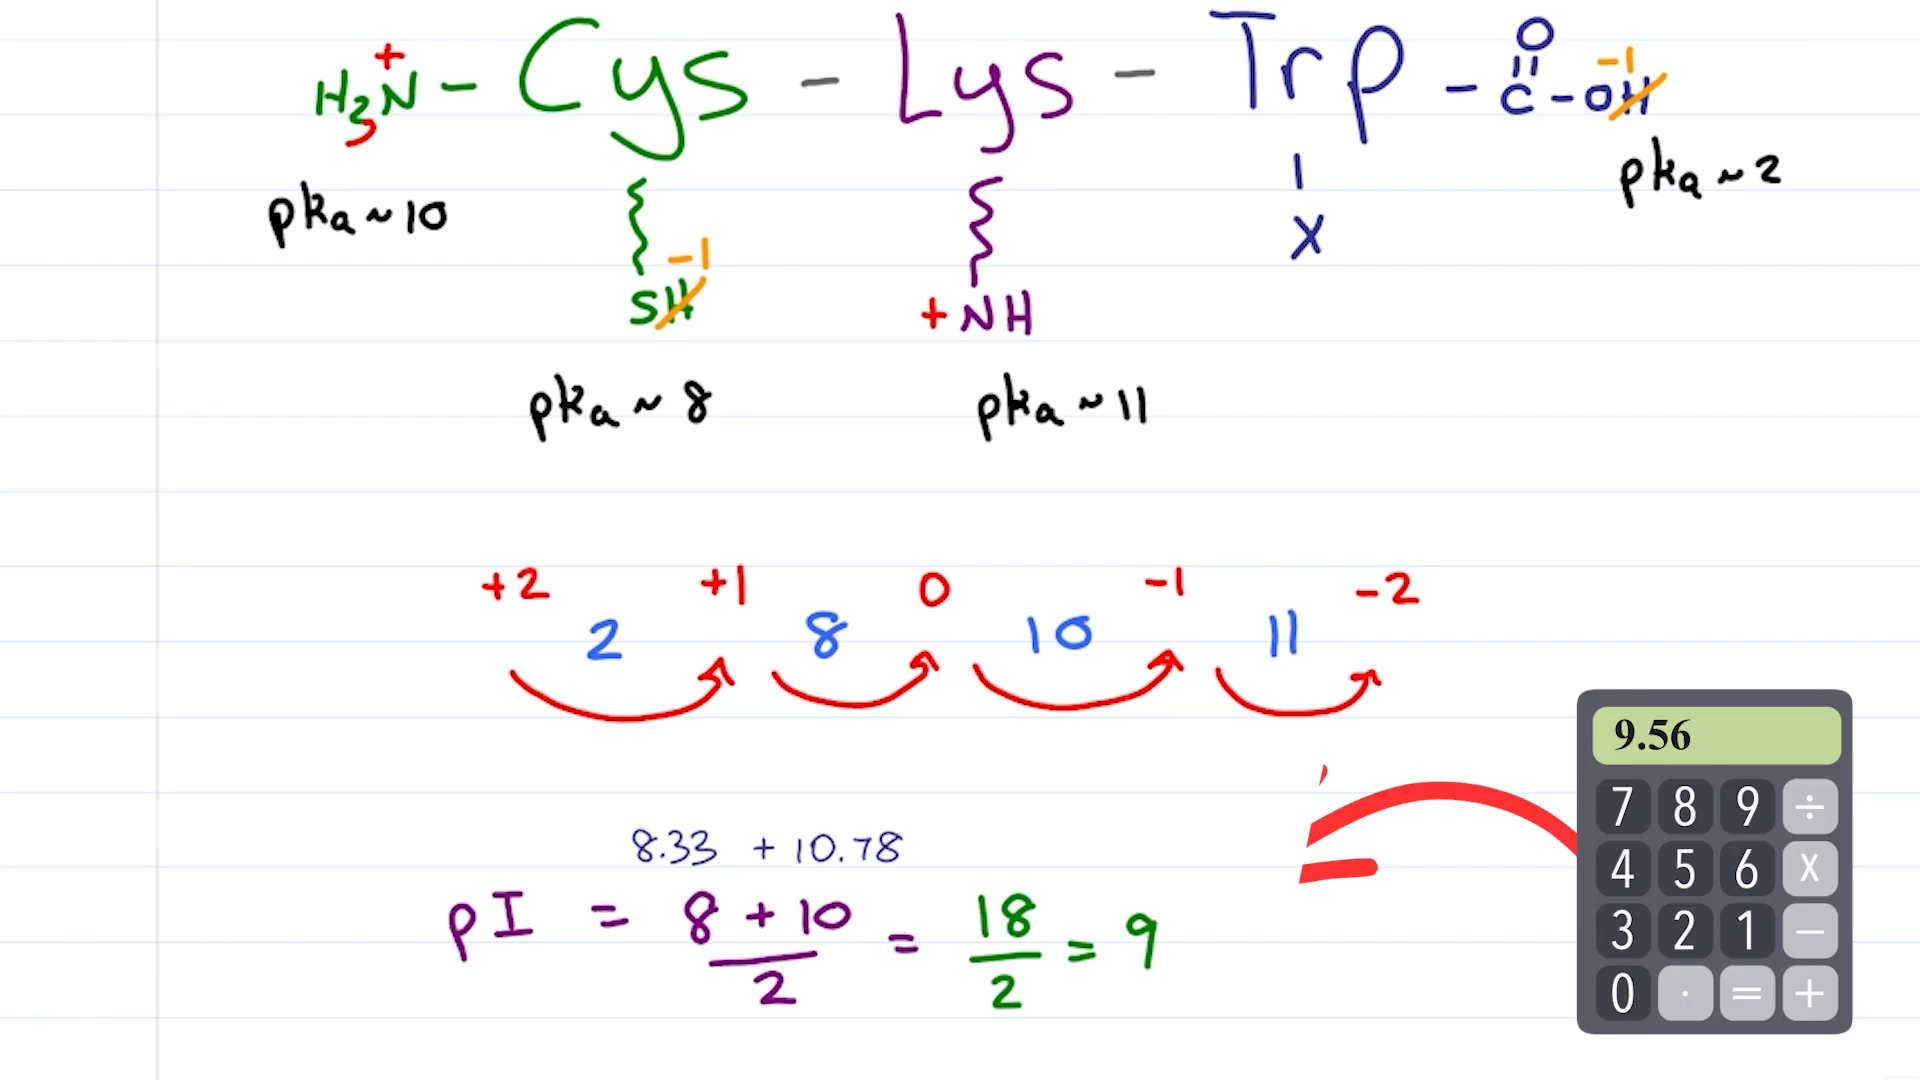 H₃N⁺ - Cys - Lys - Trp - C - OH
O
-1
pka ~ 10
pka ~ 2
X
-1
SH
+NH
pka ~ 8
pka ~ 11
+2 +1 0 -1 -2
2 8 10 11
9.56
7 8 9 ÷
8.33 + 10.78
4 5 6 X
pI = 8 + 10 / 2 = 18 / 2 = 9
3 2 1 −
0 . = +